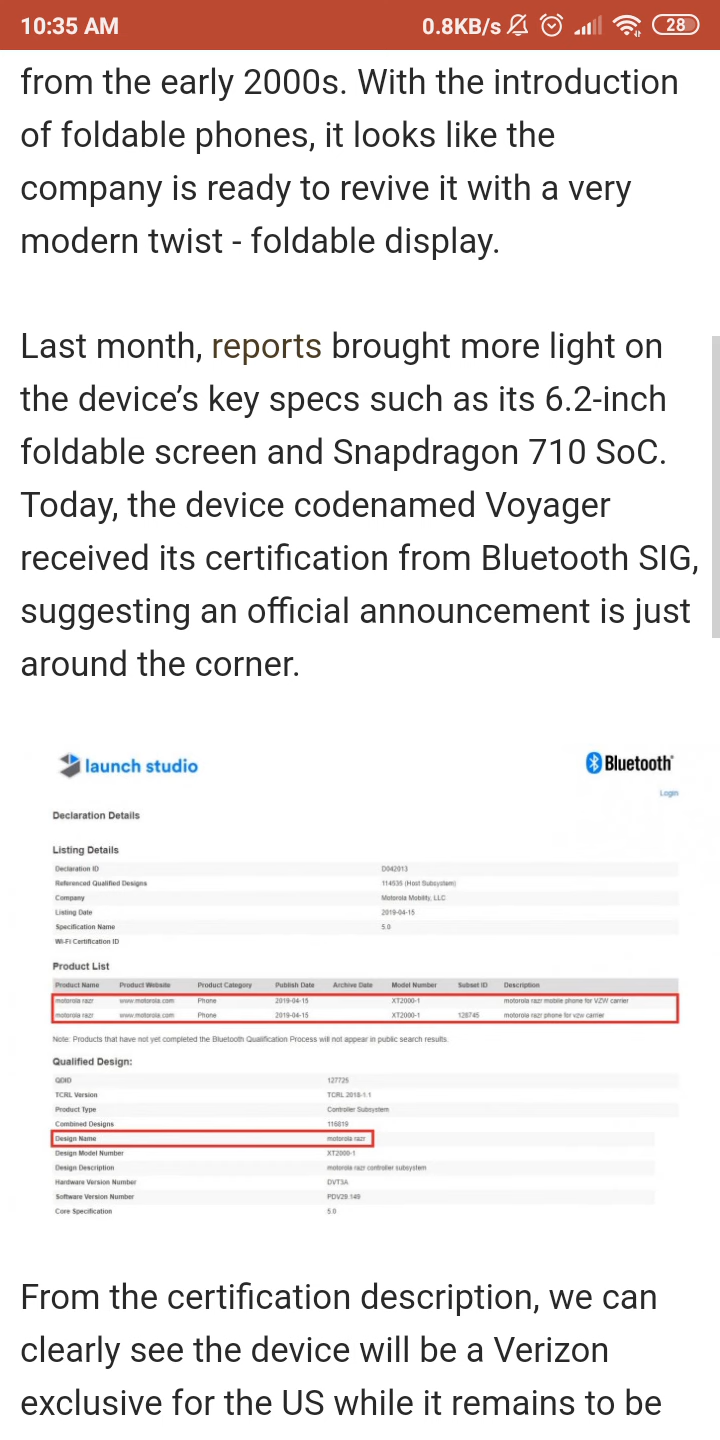 10:35 AM 0.8KB/s 28
from the early 2000s. With the introduction
of foldable phones, it looks like the
company is ready to revive it with a very
modern twist - foldable display.
Last month, reports brought more light on
the device’s key specs such as its 6.2-inch
foldable screen and Snapdragon 710 SoC.
Today, the device codenamed Voyager
received its certification from Bluetooth SIG,
suggesting an official announcement is just
around the corner.
launch studio Bluetooth
Login
Declaration Details
Listing Details
Declaration ID D042013
Referenced Qualified Designs 114535 (Host Subsystem)
Company Motorola Mobility, LLC
Listing Date 2019-04-15
Specification Name 5.0
Wi-Fi Certification ID
Product List
Product Name Product Website Product Category Publish Date Archive Date Model Number Subset ID Description
motorola razr www.motorola.com Phone 2019-04-15 XT2000-1 motorola razr mobile phone for VZW carrier
motorola razr www.motorola.com Phone 2019-04-15 XT2000-1 128745 motorola razr phone for vzw carrier
Note: Products that have not yet completed the Bluetooth Qualification Process will not appear in public search results.
Qualified Design:
QDID 127725
TCRL Version TCRL 2018-1.1
Product Type Controller Subsystem
Combined Designs 116819
Design Name motorola razr
Design Model Number XT2000-1
Design Description motorola razr controller subsystem
Hardware Version Number DVT3A
Software Version Number PDV29.149
Core Specification 5.0
From the certification description, we can
clearly see the device will be a Verizon
exclusive for the US while it remains to be